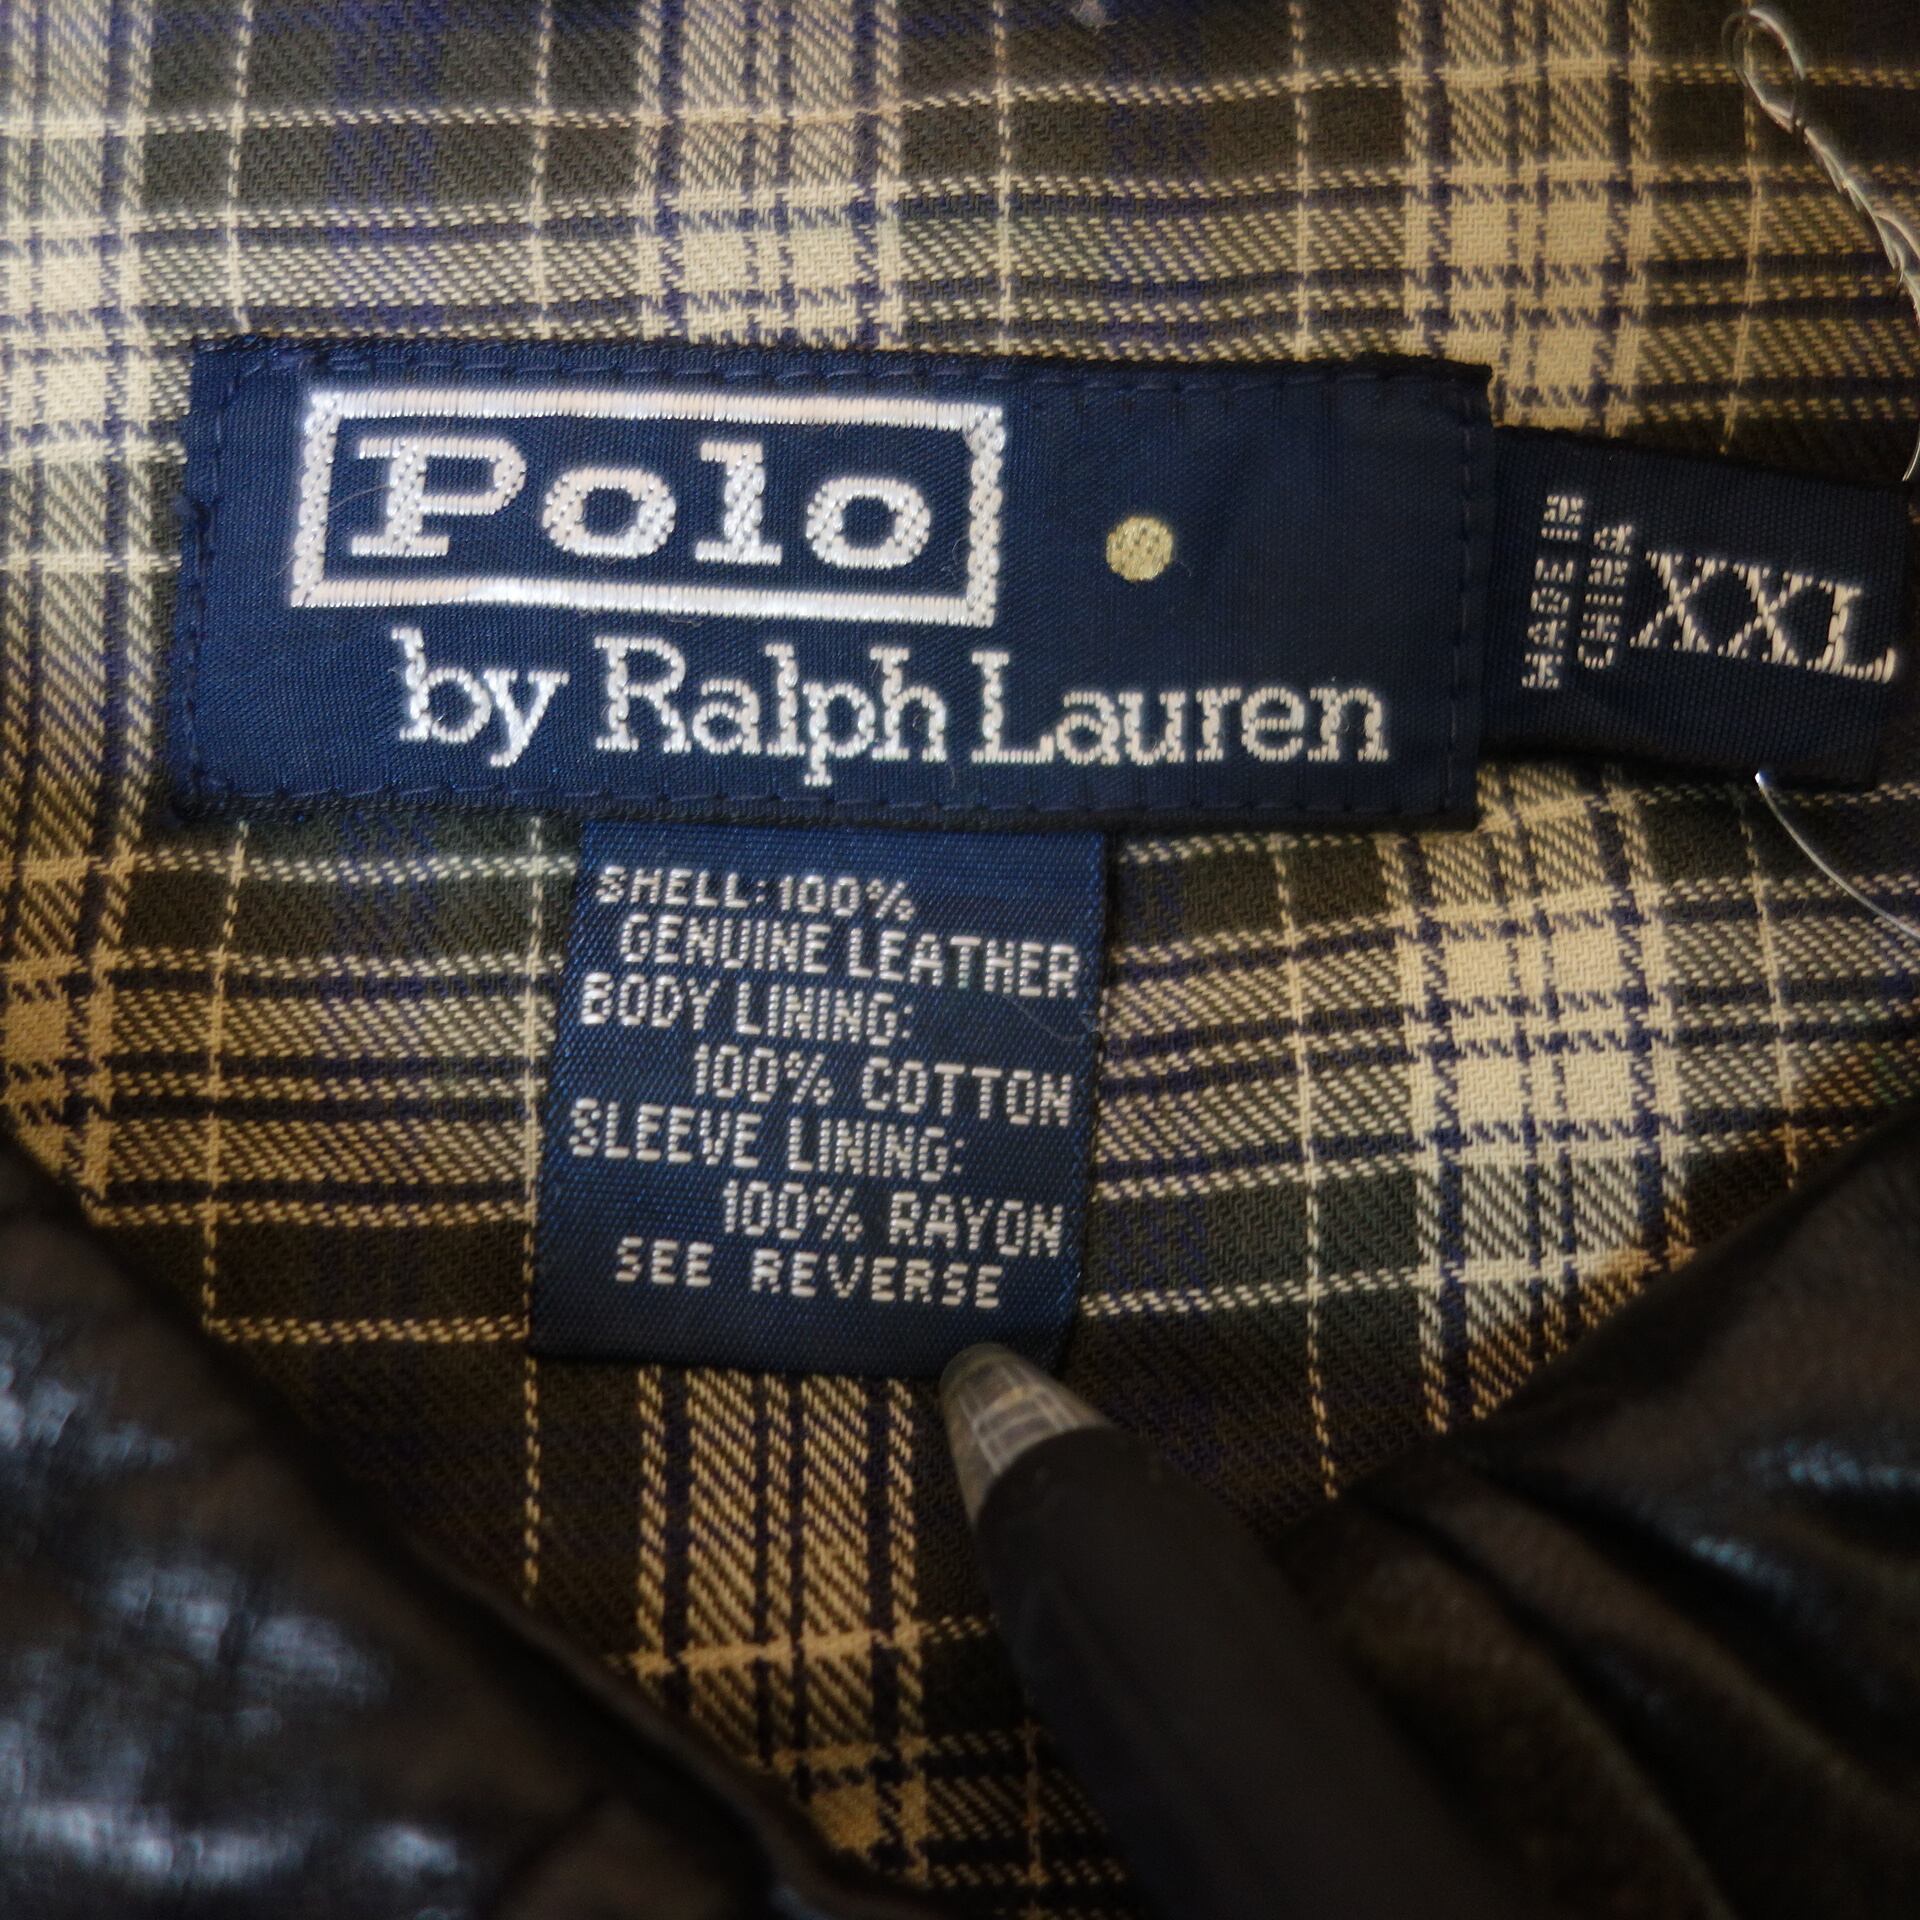 Polo
by Ralph Lauren
MADE IN
CHINA
XXL
SHELL: 100%
GENUINE LEATHER
BODY LINING:
100% COTTON
SLEEVE LINING:
100% RAYON
SEE REVERSE